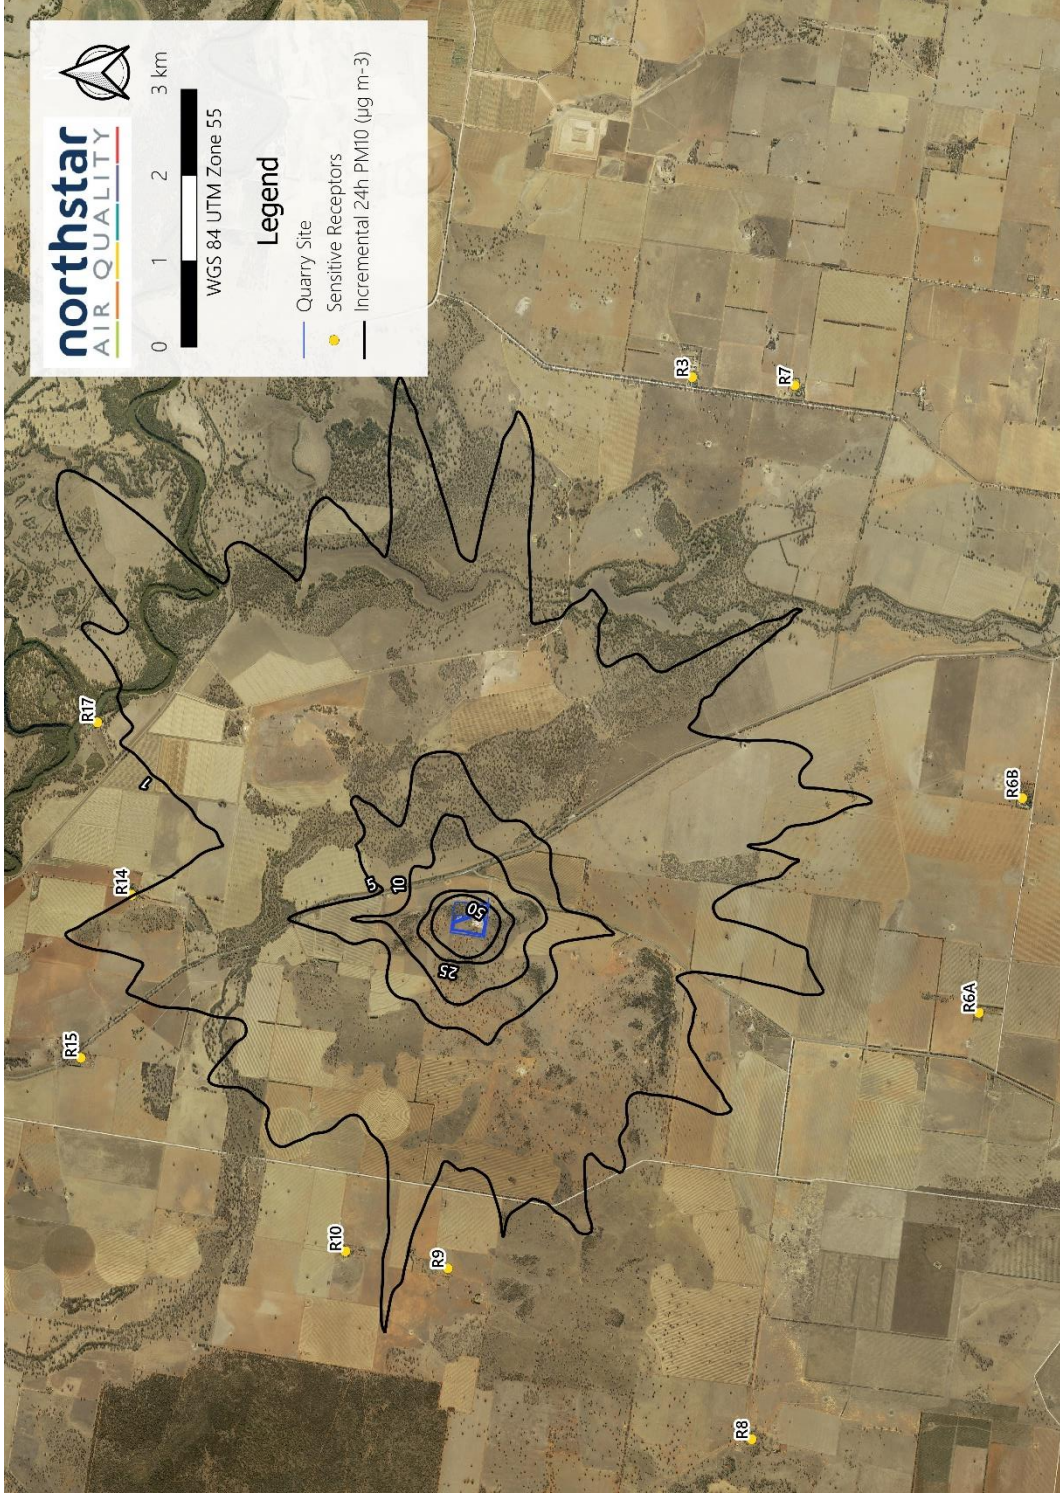 northstar
AIR QUALITY
0 1 2 3 km
WGS 84 UTM Zone 55
Legend
Quarry Site
Sensitive Receptors
Incremental 24h PM10 (µg m-3)
R17
R14
R15
1
5
10
50
25
R10
R9
R3
R7
R8
R6A
R6B